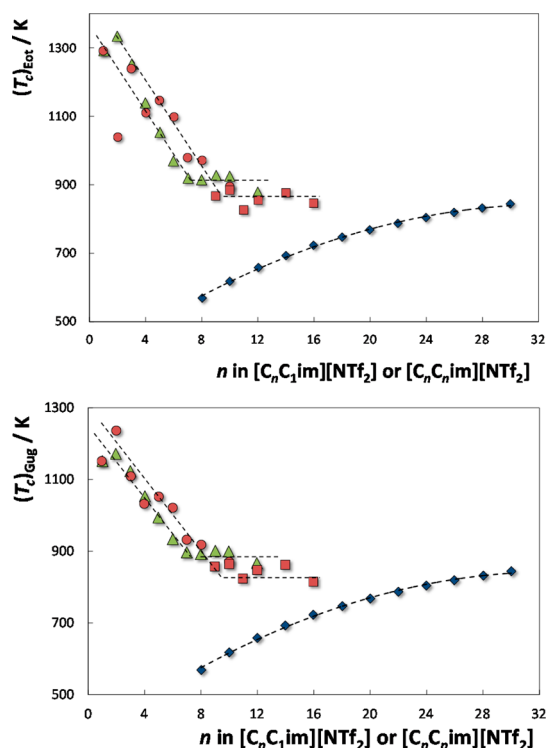 (Tc)Eot / K
1300
1100
900
700
500
0 4 8 12 16 20 24 28 32
n in [CnC1im][NTf2] or [CnCnim][NTf2]
(Tc)Gug / K
1300
1100
900
700
500
0 4 8 12 16 20 24 28 32
n in [CnC1im][NTf2] or [CnCnim][NTf2]